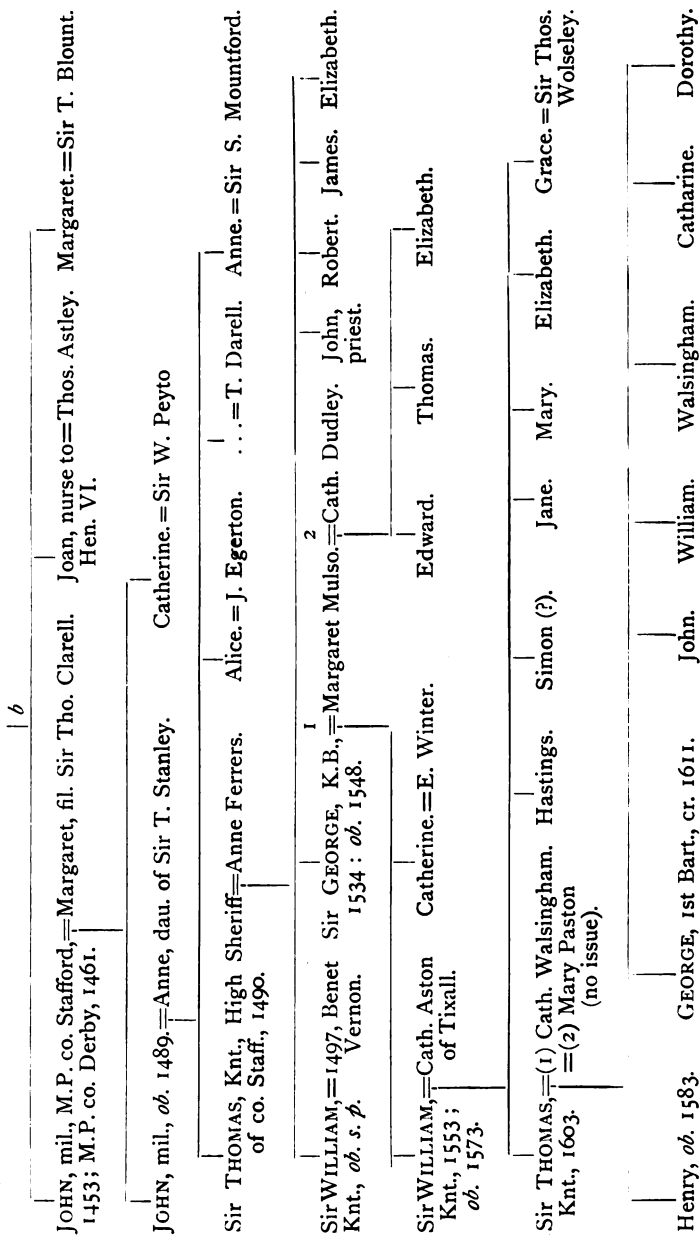 b
JOHN, mil., M.P. co. Stafford,=Margaret, fil. Sir Tho. Clarell. Joan, nurse to=Thos. Astley. Margaret.=Sir T. Blount.
1453; M.P. co. Derby, 1461. Hen. VI.
JOHN, mil., ob. 1489.=Anne, dau. of Sir T. Stanley. Catherine.=Sir W. Peyto
Sir THOMAS, Knt., High Sheriff=Anne Ferrers. Alice.=J. Egerton. ...=T. Darell. Anne.=Sir S. Mountford.
of co. Staff., 1490.
1 2
Sir WILLIAM,=1497, Benet Sir GEORGE, K.B.,=Margaret Mulso.=Cath. Dudley. John, Robert. James. Elizabeth.
Knt., ob. s. p. Vernon. 1534: ob. 1548. priest.
Sir WILLIAM,=Cath. Aston Catherine.=E. Winter. Edward. Thomas. Elizabeth.
Knt., 1553; of Tixall.
ob. 1573.
Sir THOMAS,=(1) Cath. Walsingham. Hastings. Simon (?). Jane. Mary. Elizabeth. Grace.=Sir Thos.
Knt., 1603. =(2) Mary Paston Wolseley.
(no issue).
Henry, ob. 1583. GEORGE, 1st Bart., cr. 1611. John. William. Walsingham. Catharine. Dorothy.